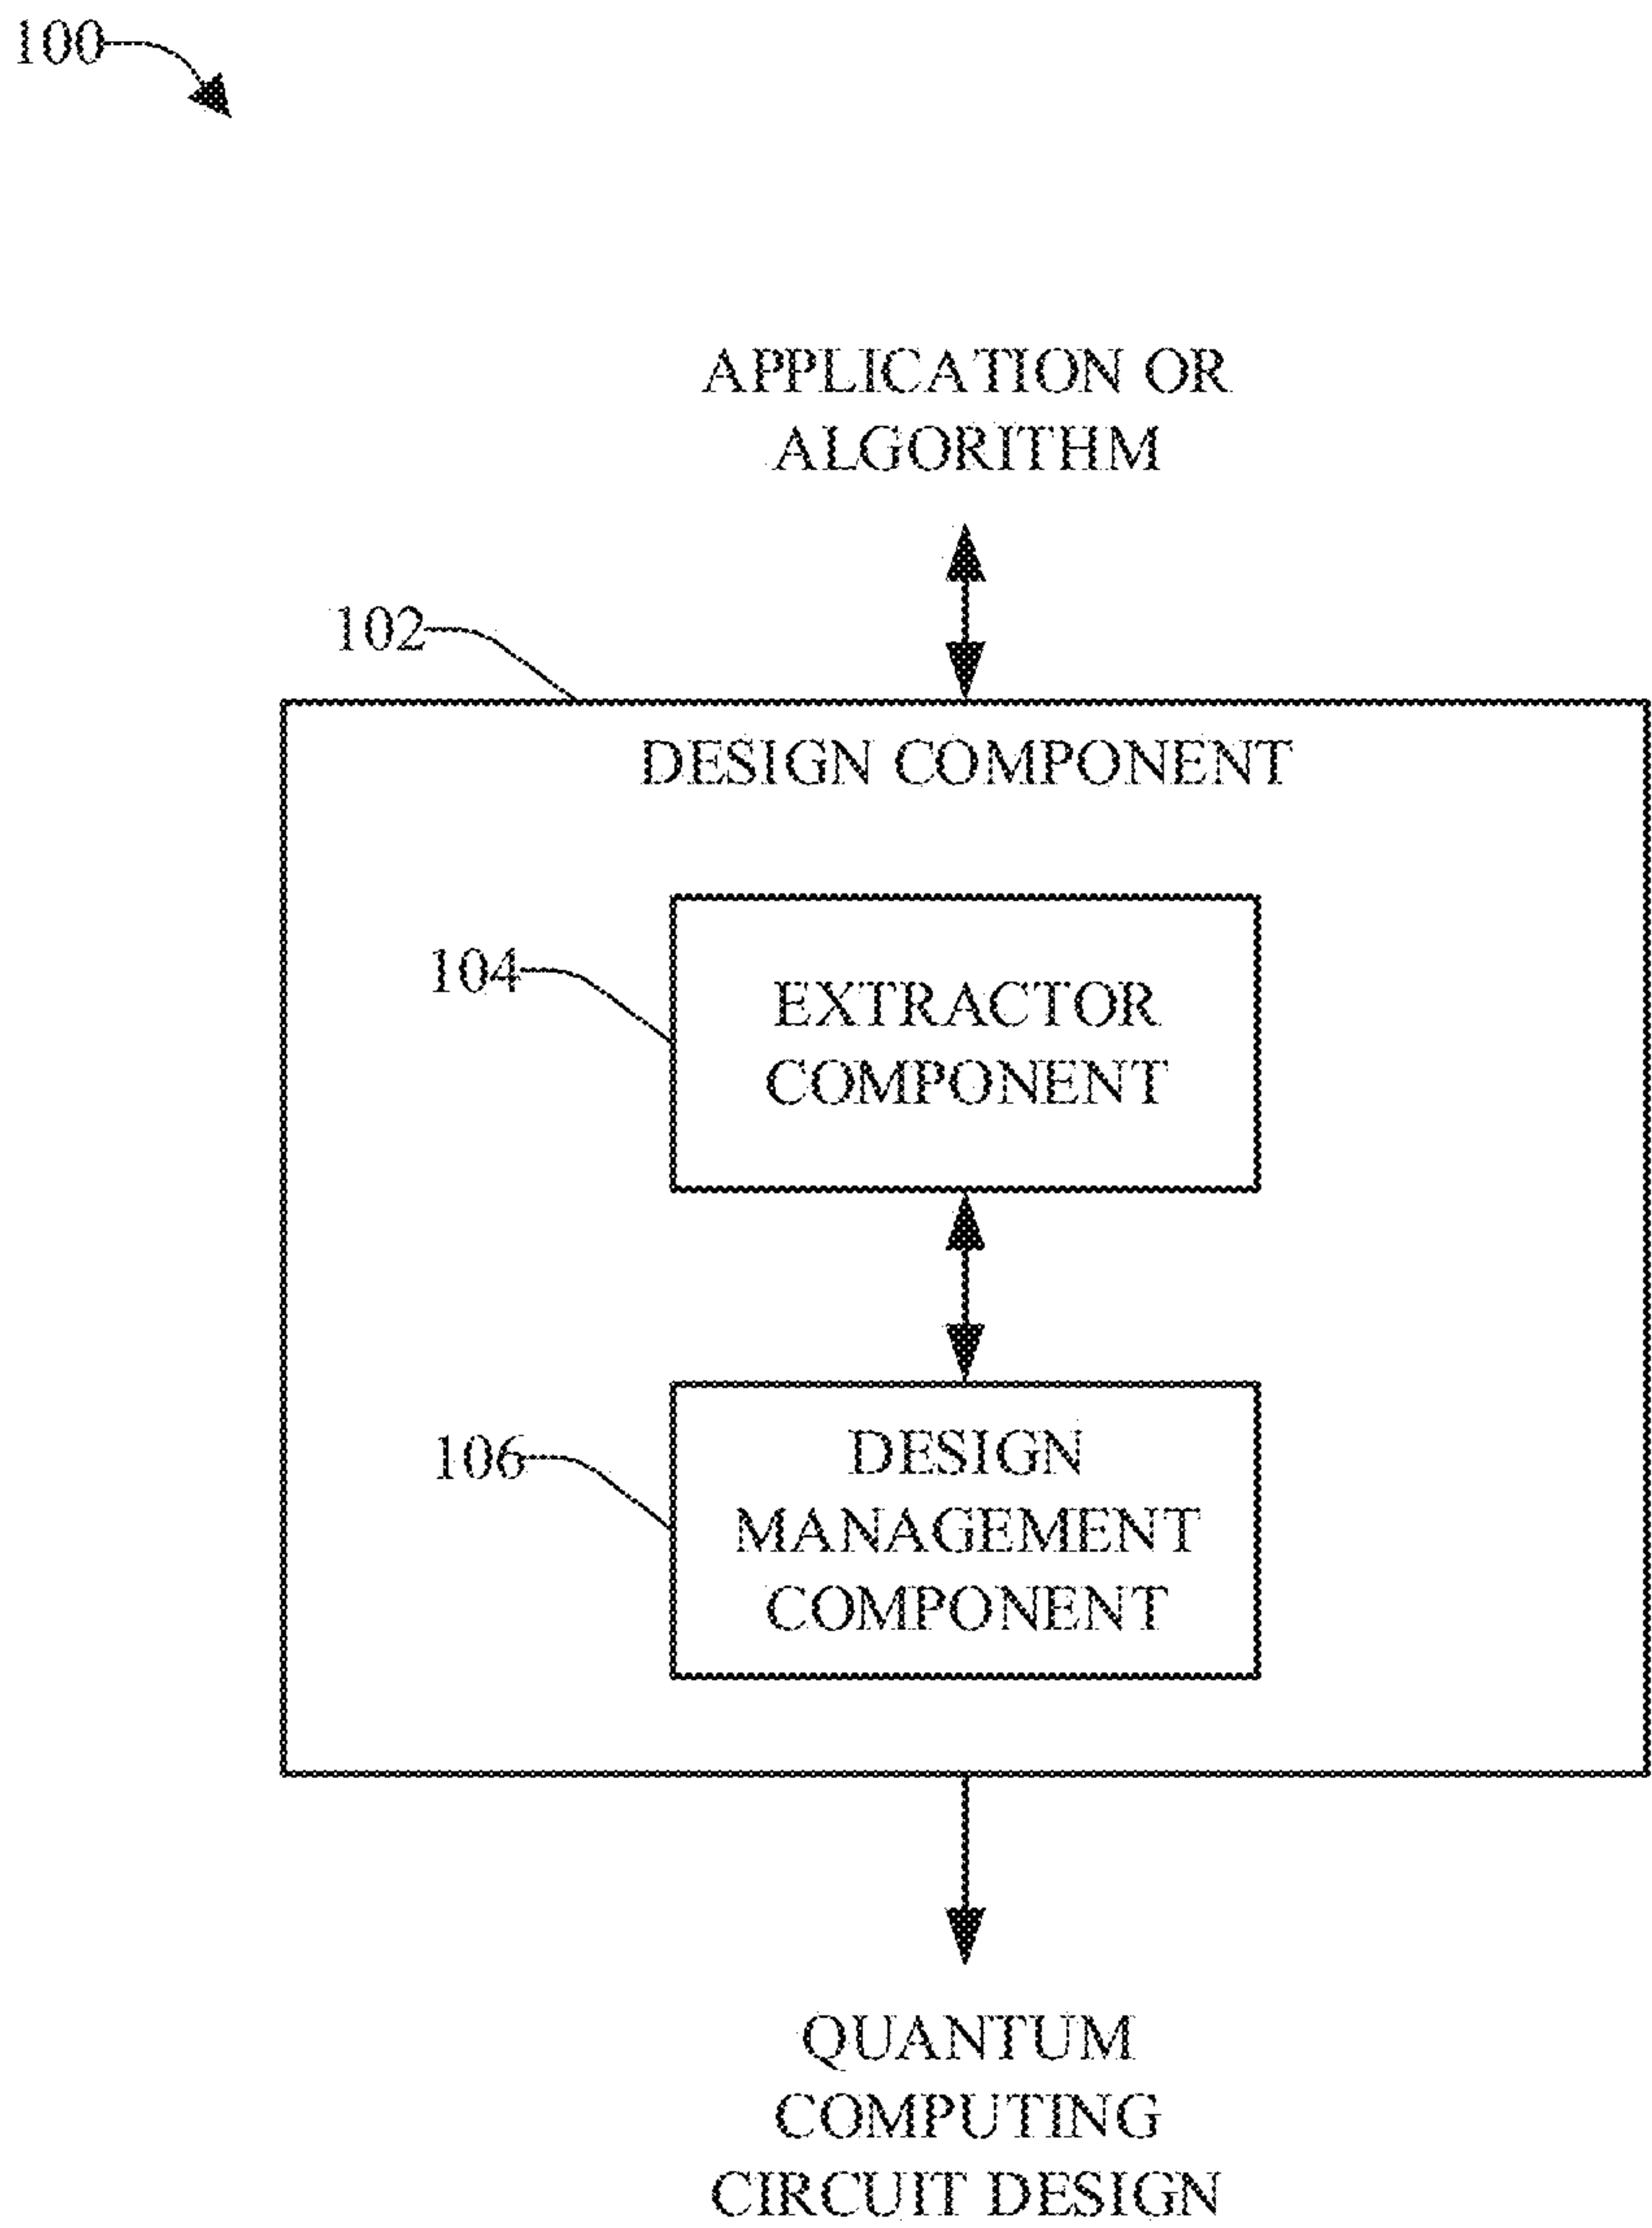 100
APPLICATION OR
ALGORITHM
102
DESIGN COMPONENT
104
EXTRACTOR
COMPONENT
106
DESIGN
MANAGEMENT
COMPONENT
QUANTUM
COMPUTING
CIRCUIT DESIGN